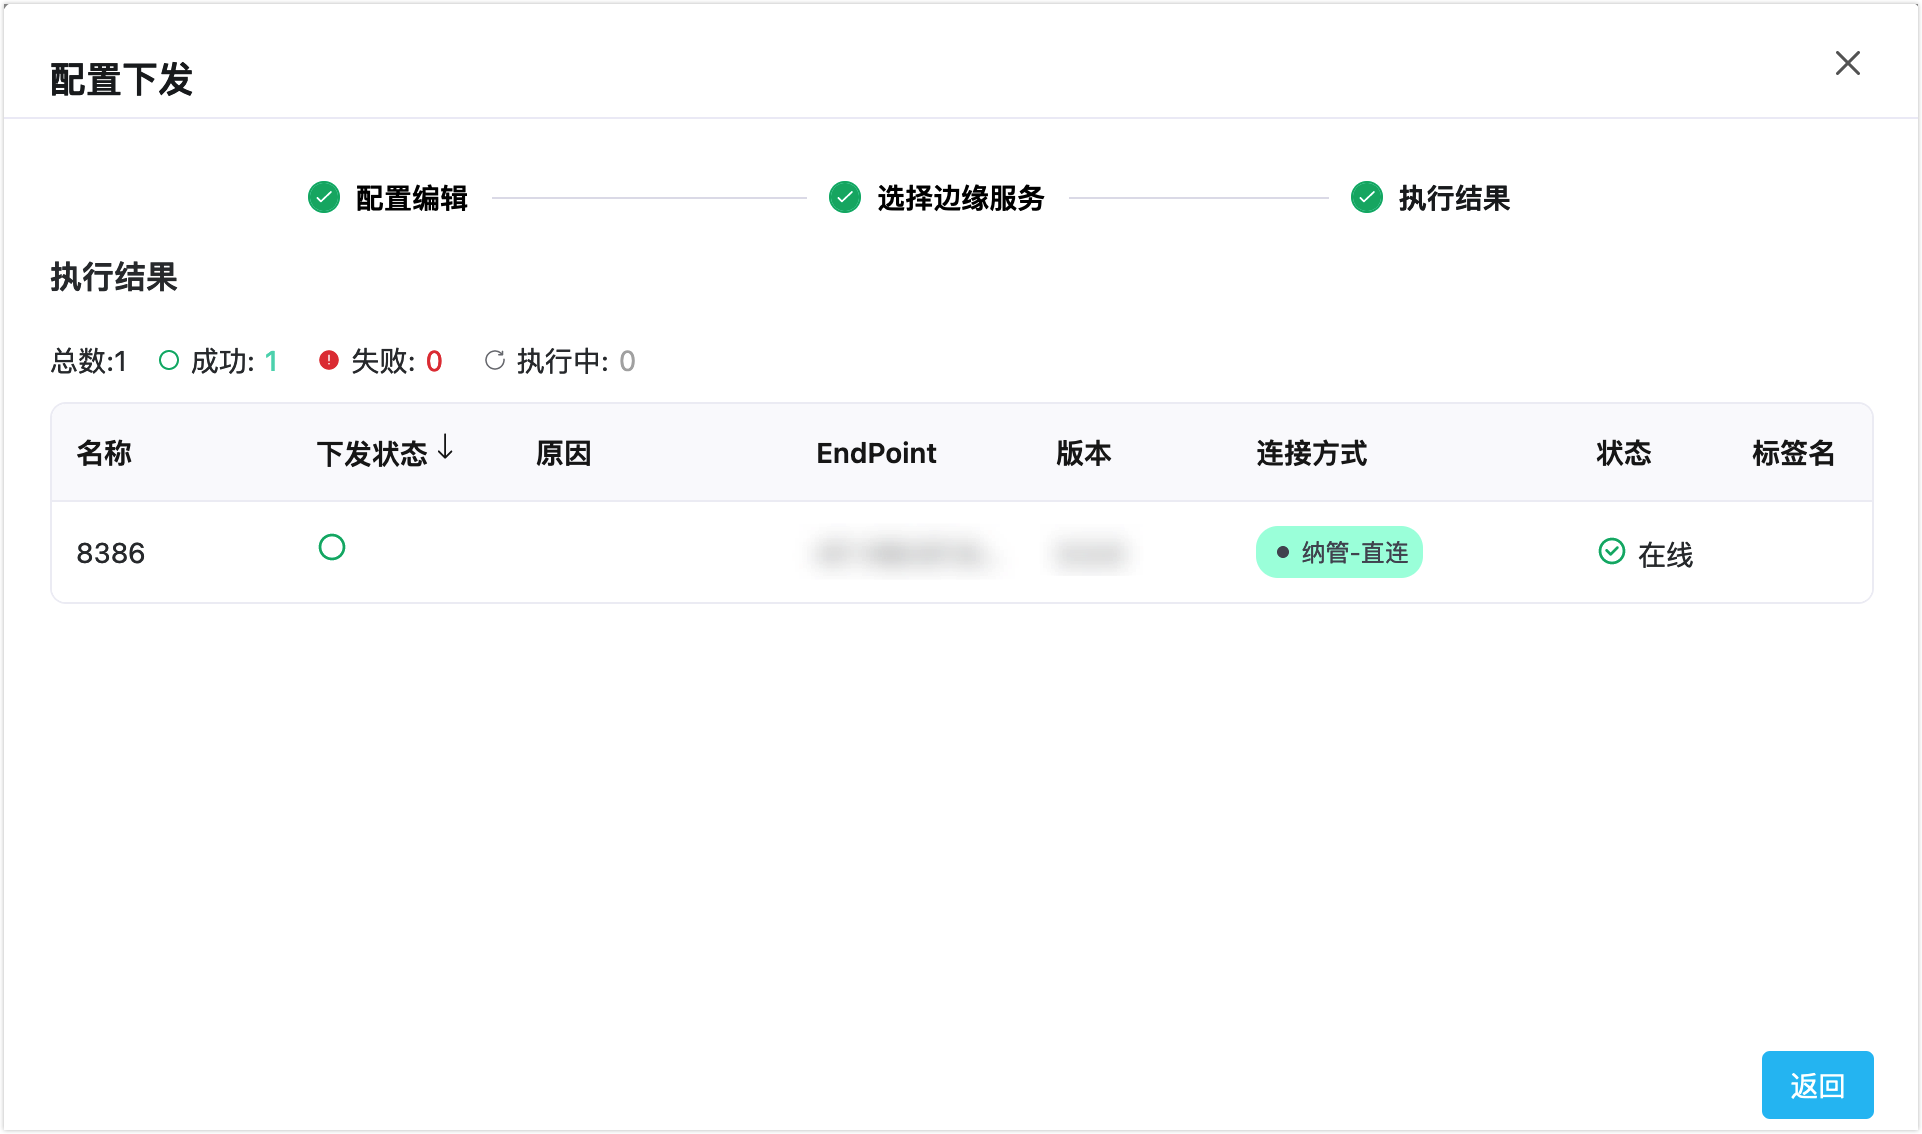 配置下发
配置编辑 选择边缘服务 执行结果
执行结果
总数:1 成功: 1 失败: 0 执行中: 0
名称 下发状态 原因 EndPoint 版本 连接方式 状态 标签名
8386 纳管-直连 在线
返回